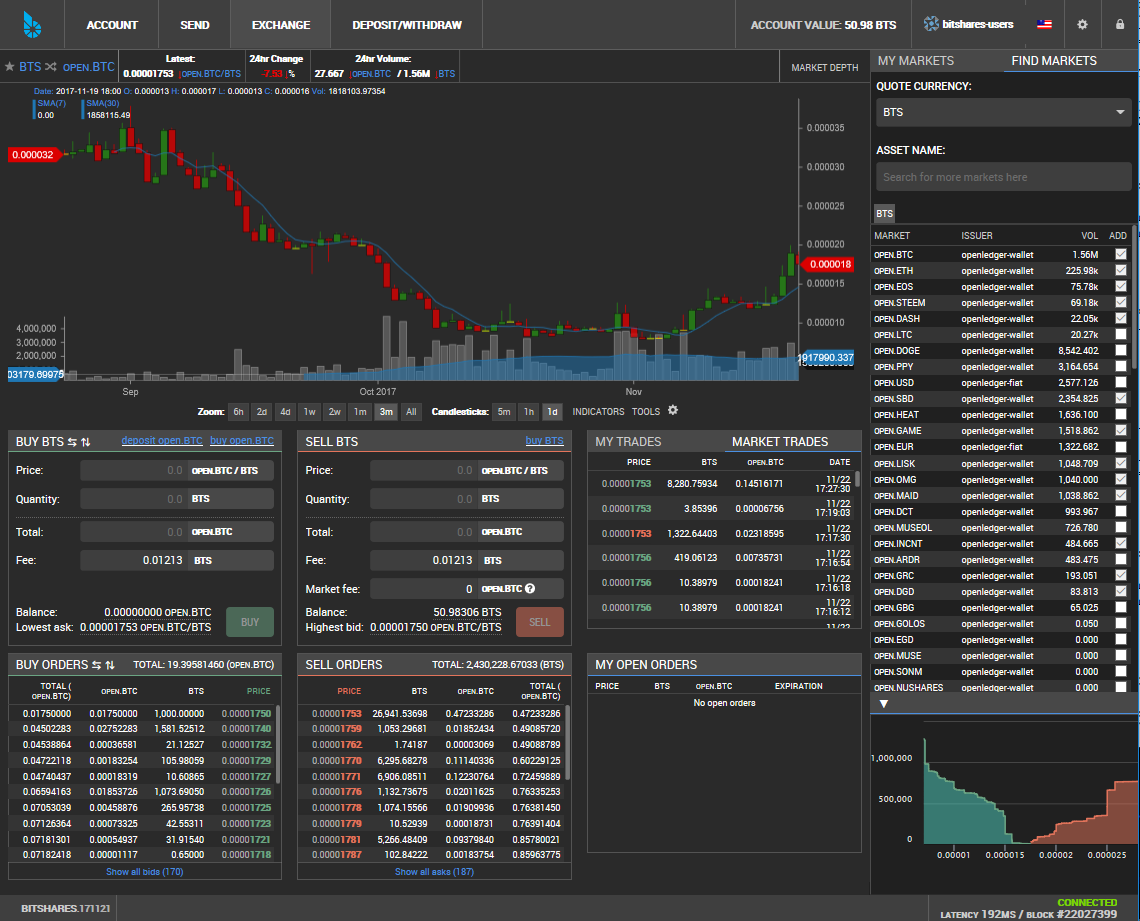 ACCOUNT SEND EXCHANGE DEPOSIT/WITHDRAW ACCOUNT VALUE: 50.98 BTS bitshares-users
★ BTS OPEN.BTC
Latest: 24hr Change 24hr Volume:
0.00001753 |OPEN.BTC/BTS -7.53 | % 27.667 |OPEN.BTC / 1.56M |BTS
MARKET DEPTH
Date: 2017-11-19 18:00 O: 0.000013 H: 0.000017 L: 0.000013 C: 0.000016 Vol: 1818103.97354
SMA(7) SMA(30)
0.00 1858115.49
0.000032
0.000035
0.000030
0.000025
0.000020
0.000018
0.000015
0.000010
4,000,000
3,000,000
2,000,000
03179.69975
1917990.337
Sep Oct 2017 Nov
Zoom: 6h 2d 4d 1w 2w 1m 3m All Candlesticks: 5m 1h 1d INDICATORS TOOLS
BUY BTS deposit open.BTC buy open.BTC
Price: 0.0 OPEN.BTC / BTS
Quantity: 0.0 BTS
Total: 0.0 OPEN.BTC
Fee: 0.01213 BTS
Balance: 0.00000000 OPEN.BTC
Lowest ask: 0.00001753 OPEN.BTC/BTS
BUY
SELL BTS buy BTS
Price: 0.0 OPEN.BTC / BTS
Quantity: 0.0 BTS
Total: 0.0 OPEN.BTC
Fee: 0.01213 BTS
Market fee: 0 OPEN.BTC ?
Balance: 50.98306 BTS
Highest bid: 0.00001750 OPEN.BTC/BTS
SELL
MY TRADES MARKET TRADES
PRICE BTS OPEN.BTC DATE
0.00001753 8,280.75934 0.14516171 11/22 17:27:30
0.00001753 3.85396 0.00006756 11/22 17:19:03
0.00001753 1,322.64403 0.02318595 11/22 17:17:30
0.00001756 419.06123 0.00735731 11/22 17:16:54
0.00001756 10.38979 0.00018241 11/22 17:16:18
0.00001756 10.38979 0.00018241 11/22 17:16:12
11/22
BUY ORDERS TOTAL: 19.39581460 (OPEN.BTC)
TOTAL (OPEN.BTC) OPEN.BTC BTS PRICE
0.01750000 0.01750000 1,000.00000 0.00001750
0.04502283 0.02752283 1,581.52512 0.00001740
0.04538864 0.00036581 21.12527 0.00001732
0.04722118 0.00183254 105.98059 0.00001729
0.04740437 0.00018319 10.60865 0.00001727
0.06594163 0.01853726 1,073.69050 0.00001726
0.07053039 0.00458876 265.95738 0.00001725
0.07126364 0.00073325 42.55311 0.00001723
0.07181301 0.00054937 31.91540 0.00001721
0.07182418 0.00001117 0.65000 0.00001718
Show all bids (170)
SELL ORDERS TOTAL: 2,430,228.67033 (BTS)
PRICE BTS OPEN.BTC TOTAL (OPEN.BTC)
0.00001753 26,941.53698 0.47233286 0.47233286
0.00001759 1,053.29681 0.01852434 0.49085720
0.00001762 1.74187 0.00003069 0.49088789
0.00001770 6,295.68278 0.11140336 0.60229125
0.00001771 6,906.08511 0.12230764 0.72459889
0.00001776 1,132.73675 0.02011625 0.76335253
0.00001778 1,074.15566 0.01909936 0.76381450
0.00001779 10.52939 0.00018731 0.76391404
0.00001781 5,266.48409 0.09379840 0.85780021
0.00001787 102.84222 0.00183754 0.85963775
Show all asks (187)
MY OPEN ORDERS
PRICE BTS OPEN.BTC EXPIRATION
No open orders
MY MARKETS FIND MARKETS
QUOTE CURRENCY:
BTS
ASSET NAME:
Search for more markets here
BTS
MARKET ISSUER VOL ADD
OPEN.BTC openledger-wallet 1.56M
OPEN.ETH openledger-wallet 225.98k
OPEN.EOS openledger-wallet 75.78k
OPEN.STEEM openledger-wallet 69.18k
OPEN.DASH openledger-wallet 22.05k
OPEN.LTC openledger-wallet 20.27k
OPEN.DOGE openledger-wallet 8,542.402
OPEN.PPY openledger-wallet 3,164.654
OPEN.USD openledger-fiat 2,577.126
OPEN.SBD openledger-wallet 2,354.825
OPEN.HEAT openledger-wallet 1,636.100
OPEN.GAME openledger-wallet 1,518.862
OPEN.EUR openledger-fiat 1,322.682
OPEN.LISK openledger-wallet 1,048.709
OPEN.OMG openledger-wallet 1,040.000
OPEN.MAID openledger-wallet 1,038.862
OPEN.DCT openledger-wallet 993.967
OPEN.MUSEOL openledger-wallet 726.780
OPEN.INCNT openledger-wallet 484.665
OPEN.ARDR openledger-wallet 483.475
OPEN.GRC openledger-wallet 193.051
OPEN.DGD openledger-wallet 83.813
OPEN.GBG openledger-wallet 65.025
OPEN.GOLOS openledger-wallet 0.050
OPEN.EGD openledger-wallet 0.000
OPEN.MUSE openledger-wallet 0.000
OPEN.SONM openledger-wallet 0.000
OPEN.NUSHARES openledger-wallet 0.000
▼
1,000,000
500,000
0
0.00001 0.000015 0.00002 0.000025
BITSHARES.171121
CONNECTED
LATENCY 192MS / BLOCK #22027399